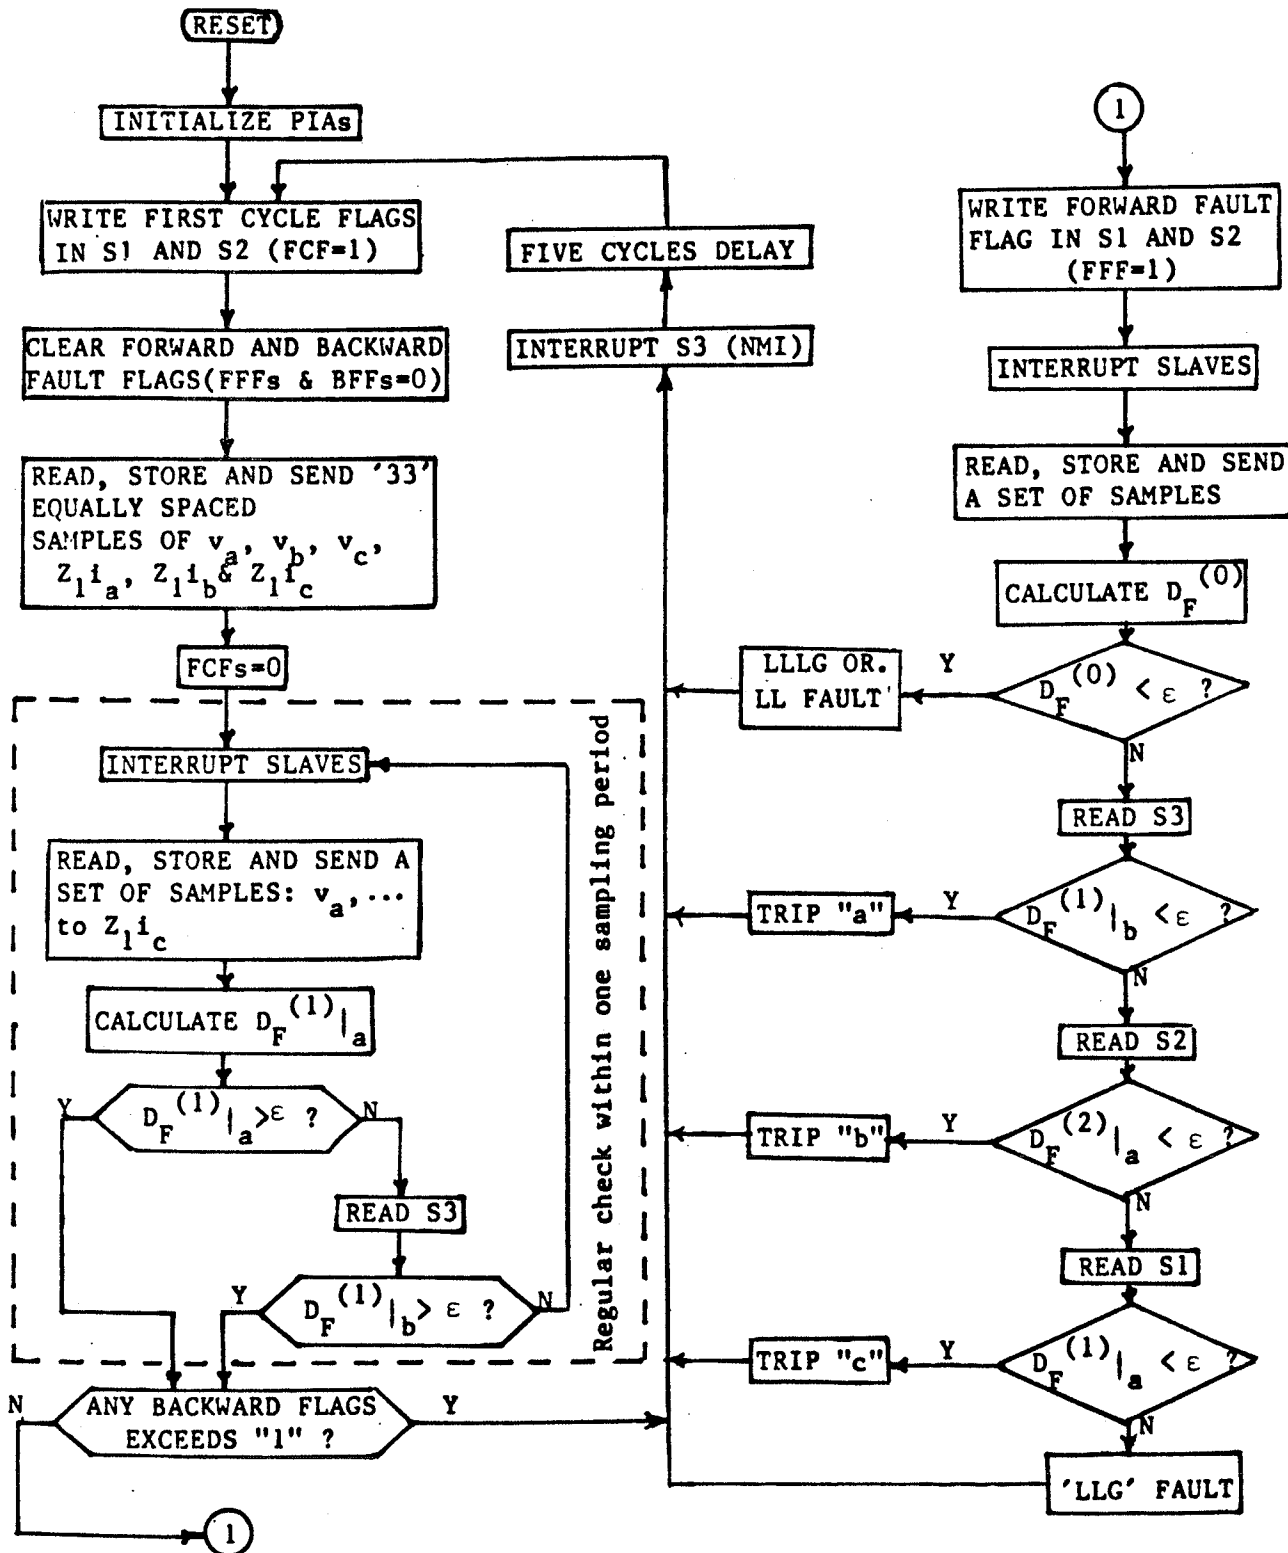 RESET
INITIALIZE PIAs
WRITE FIRST CYCLE FLAGS
IN S1 AND S2 (FCF=1)
CLEAR FORWARD AND BACKWARD
FAULT FLAGS(FFFs & BFFs=0)
READ, STORE AND SEND '33'
EQUALLY SPACED
SAMPLES OF v_a, v_b, v_c,
Z_1i_a, Z_1i_b& Z_1i_c
FCFs=0
INTERRUPT SLAVES
READ, STORE AND SEND A
SET OF SAMPLES: v_a,...
to Z_1i_c
CALCULATE D_F^(1)|_a
D_F^(1)|_a>ε ?
Y
N
READ S3
D_F^(1)|_b> ε ?
Y
N
Regular check within one sampling period
ANY BACKWARD FLAGS
EXCEEDS "1" ?
N
Y
1
FIVE CYCLES DELAY
INTERRUPT S3 (NMI)
1
WRITE FORWARD FAULT
FLAG IN S1 AND S2
(FFF=1)
INTERRUPT SLAVES
READ, STORE AND SEND
A SET OF SAMPLES
CALCULATE D_F^(0)
D_F^(0) < ε ?
Y
LLLG OR.
LL FAULT'
N
READ S3
D_F^(1)|_b < ε ?
Y
TRIP "a"
N
READ S2
D_F^(2)|_a < ε ?
Y
TRIP "b"
N
READ S1
D_F^(1)|_a < ε ?
Y
TRIP "c"
N
'LLG' FAULT